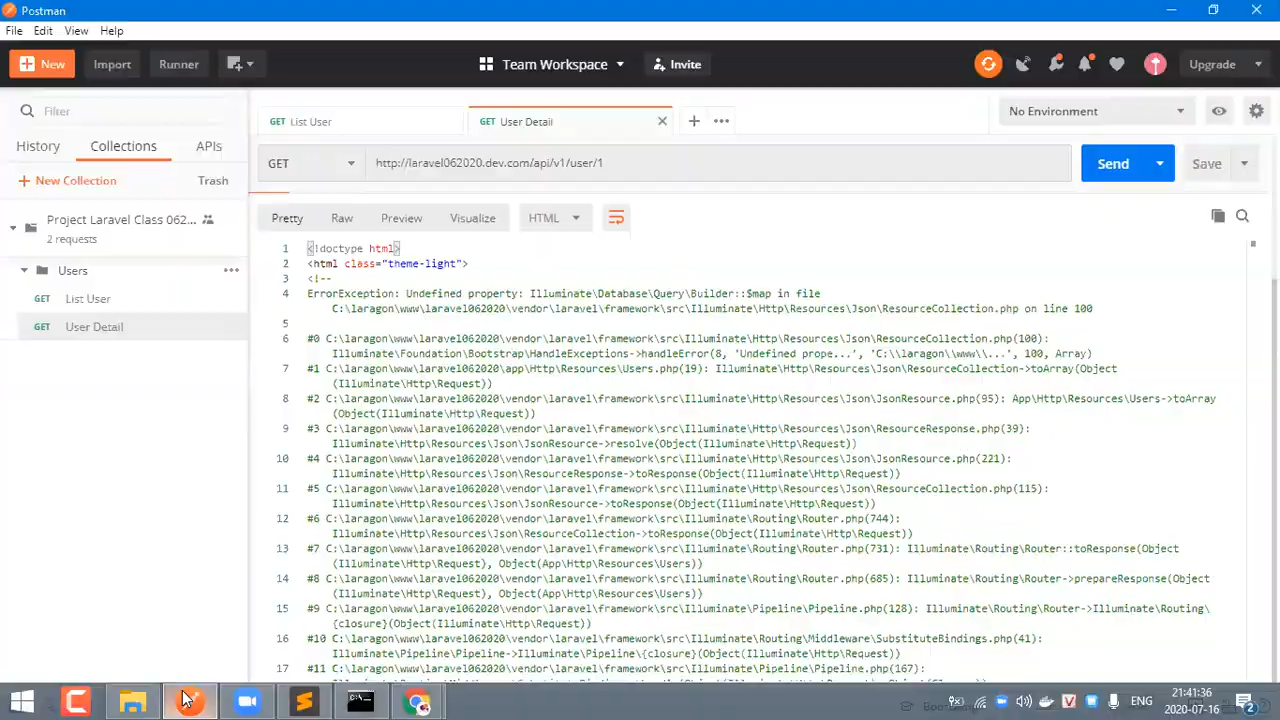 Postman
File Edit View Help
New Import Runner Team Workspace Invite Upgrade
Filter
GET List User GET User Detail No Environment
History Collections APIs
GET http://laravel062020.dev.com/api/v1/user/1 Send Save
New Collection Trash
Project Laravel Class 062...
2 requests
Users
GET List User
GET User Detail
Pretty Raw Preview Visualize HTML
1 <!doctype html>
2 <html class="theme-light">
3 <!--
4 ErrorException: Undefined property: Illuminate\Database\Query\Builder::$map in file
C:\laragon\www\laravel062020\vendor\laravel\framework\src\Illuminate\Http\Resources\Json\ResourceCollection.php on line 100
5
6 #0 C:\laragon\www\laravel062020\vendor\laravel\framework\src\Illuminate\Http\Resources\Json\ResourceCollection.php(100):
Illuminate\Foundation\Bootstrap\HandleExceptions->handleError(8, 'Undefined prope...', 'C:\\laragon\\www\\...', 100, Array)
7 #1 C:\laragon\www\laravel062020\app\Http\Resources\Users.php(19): Illuminate\Http\Resources\Json\ResourceCollection->toArray(Object
(Illuminate\Http\Request))
8 #2 C:\laragon\www\laravel062020\vendor\laravel\framework\src\Illuminate\Http\Resources\Json\JsonResource.php(95): App\Http\Resources\Users->toArray
(Object(Illuminate\Http\Request))
9 #3 C:\laragon\www\laravel062020\vendor\laravel\framework\src\Illuminate\Http\Resources\Json\ResourceResponse.php(39):
Illuminate\Http\Resources\Json\JsonResource->resolve(Object(Illuminate\Http\Request))
10 #4 C:\laragon\www\laravel062020\vendor\laravel\framework\src\Illuminate\Http\Resources\Json\JsonResource.php(221):
Illuminate\Http\Resources\Json\ResourceResponse->toResponse(Object(Illuminate\Http\Request))
11 #5 C:\laragon\www\laravel062020\vendor\laravel\framework\src\Illuminate\Http\Resources\Json\ResourceCollection.php(115):
Illuminate\Http\Resources\Json\JsonResource->toResponse(Object(Illuminate\Http\Request))
12 #6 C:\laragon\www\laravel062020\vendor\laravel\framework\src\Illuminate\Routing\Router.php(744):
Illuminate\Http\Resources\Json\ResourceCollection->toResponse(Object(Illuminate\Http\Request))
13 #7 C:\laragon\www\laravel062020\vendor\laravel\framework\src\Illuminate\Routing\Router.php(731): Illuminate\Routing\Router::toResponse(Object
(Illuminate\Http\Request), Object(App\Http\Resources\Users))
14 #8 C:\laragon\www\laravel062020\vendor\laravel\framework\src\Illuminate\Routing\Router.php(685): Illuminate\Routing\Router->prepareResponse(Object
(Illuminate\Http\Request), Object(App\Http\Resources\Users))
15 #9 C:\laragon\www\laravel062020\vendor\laravel\framework\src\Illuminate\Pipeline\Pipeline.php(128): Illuminate\Routing\Router->Illuminate\Routing\
{closure}(Object(Illuminate\Http\Request))
16 #10 C:\laragon\www\laravel062020\vendor\laravel\framework\src\Illuminate\Routing\Middleware\SubstituteBindings.php(41):
Illuminate\Pipeline\Pipeline->Illuminate\Pipeline\{closure}(Object(Illuminate\Http\Request))
17 #11 C:\laragon\www\laravel062020\vendor\laravel\framework\src\Illuminate\Pipeline\Pipeline.php(167):
ENG
21:41:36
2020-07-16
2